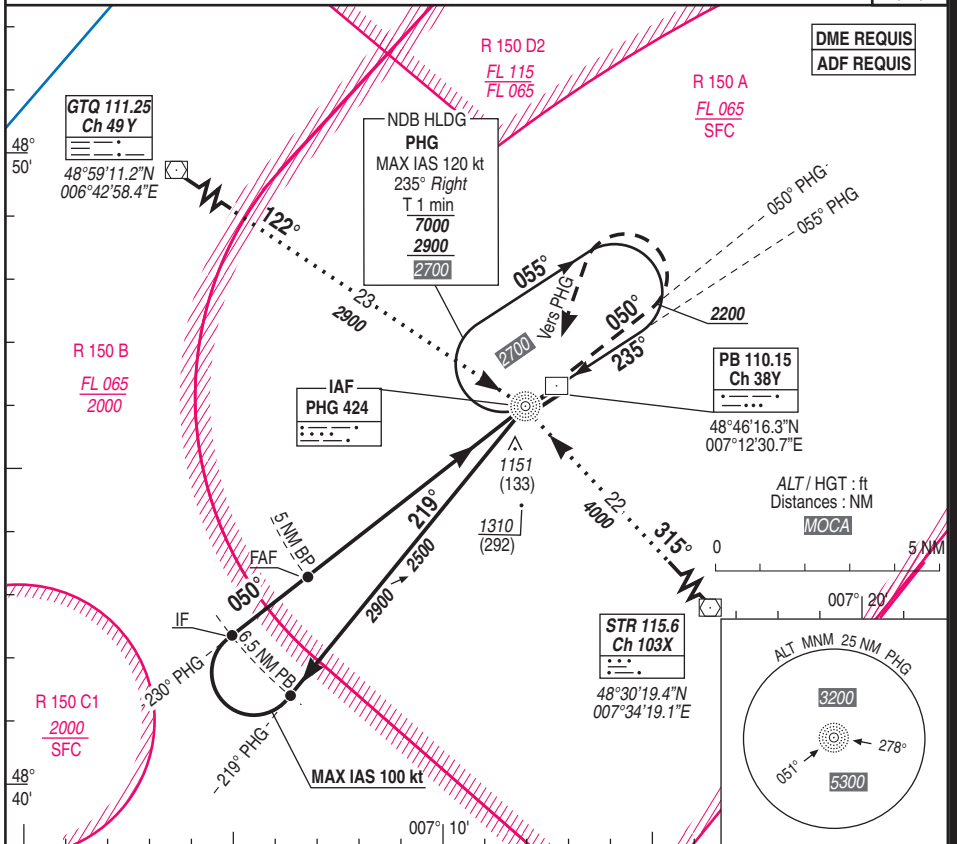 DME REQUIS
ADF REQUIS
R 150 D2
FL 115
FL 065
R 150 A
FL 065
SFC
GTQ 111.25
Ch 49 Y
48°59'11.2"N
006°42'58.4"E
48°
50'
NDB HLDG
PHG
MAX IAS 120 kt
235° Right
T 1 min
7000
2900
2700
050° PHG
055° PHG
122°
23
2900
055°
Vers PHG
050°
235°
2700
2200
R 150 B
FL 065
2000
IAF
PHG 424
PB 110.15
Ch 38Y
48°46'16.3"N
007°12'30.7"E
1151
(133)
1310
(292)
ALT / HGT : ft
Distances : NM
MOCA
0
5 NM
22
4000
315°
219°
2900 → 2500
5 NM BP
FAF
050°
IF
6.5 NM PB
230° PHG
219° PHG
MAX IAS 100 kt
007° 20'
STR 115.6
Ch 103X
48°30'19.4"N
007°34'19.1"E
ALT MNM 25 NM PHG
3200
278°
051°
5300
R 150 C1
2000
SFC
48°
40'
007° 10'